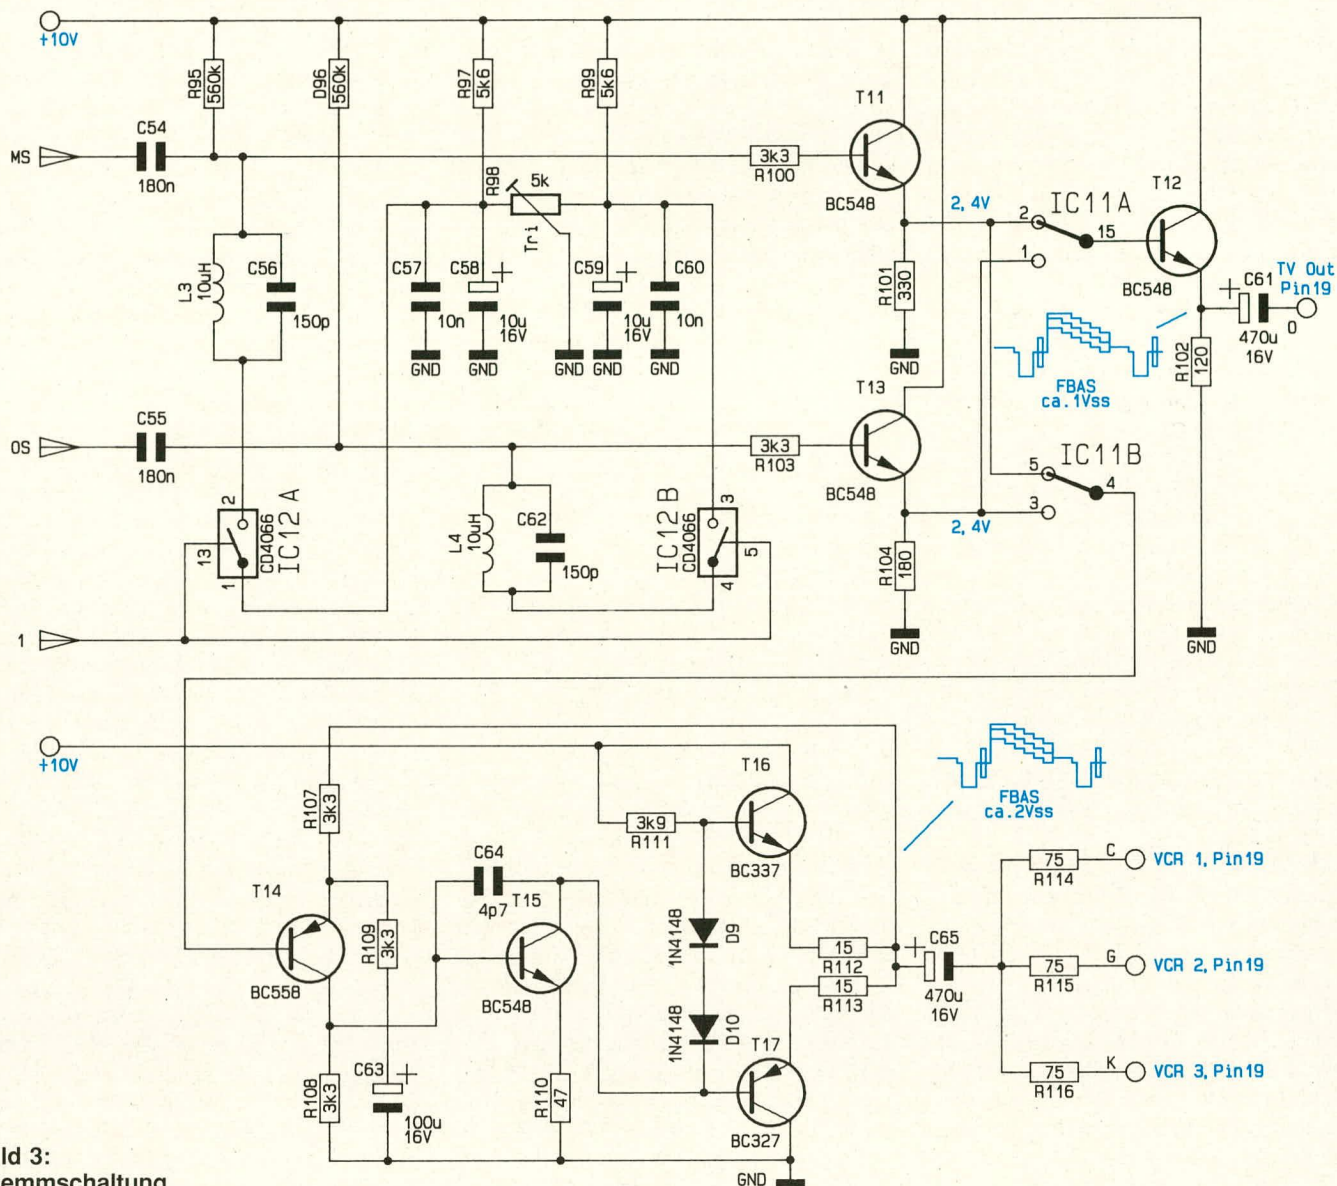 +10V
R95
560k
D96
560k
R97
5k6
R99
5k6
T11
C54
MS
180n
3k3
R100
BC548
T12
R98
5k
Tri
2,4V
2
IC11A
15
1
BC548
TV Out
Pin19
C61
0
470u
16V
L3
10uH
C56
150p
C57
10n
C58
10u
16V
C59
10u
16V
C60
10n
GND
GND
GND
GND
GND
R101
330
GND
FBAS
ca.1Vss
R102
120
T13
C55
OS
180n
3k3
R103
BC548
5
IC11B
4
3
2,4V
2
13
1
CD4066
IC12 A
L4
10uH
C62
150p
IC12 B
CD4066
3
5
4
R104
180
GND
GND
1
+10V
R107
3k3
T16
3k9
R111
BC337
FBAS
ca.2Vss
C64
4p7
T15
T14
BC558
R109
3k3
BC548
1N4148
D9
15
R112
15
R113
C65
470u
16V
75
R114
C
VCR 1, Pin19
75
R115
G
VCR 2, Pin19
75
R116
K
VCR 3, Pin19
1N4148
D10
T17
R108
3k3
C63
100u
16V
R110
47
BC327
GND
ld 3:
emmschaltung